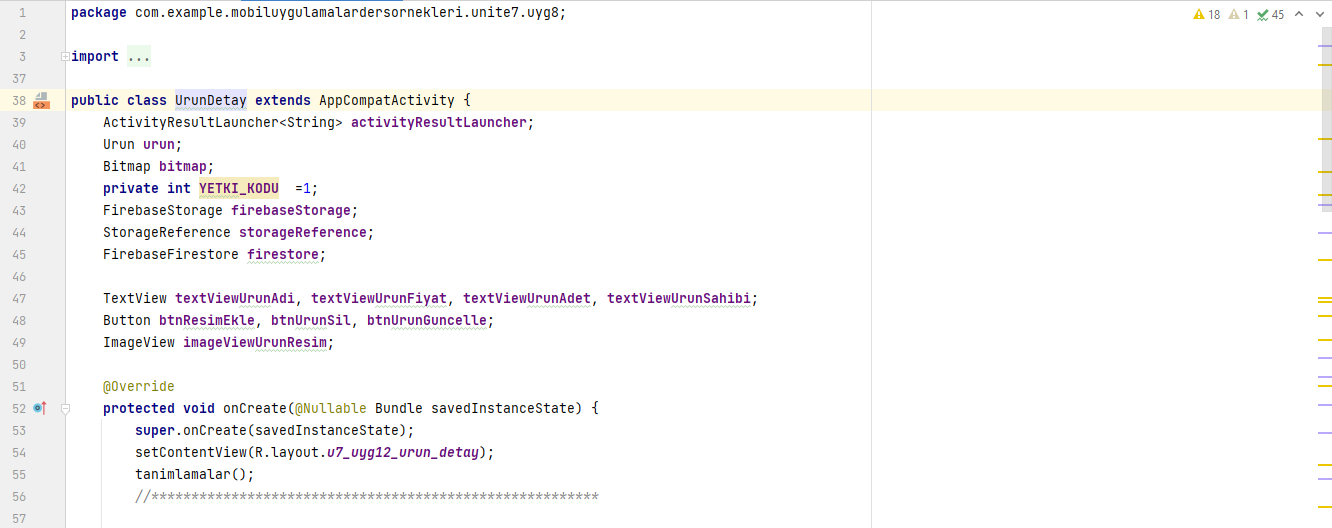 1 package com.example.mobiluygulamalardersornekleri.unite7.uyg8;
18 1 45
2
3 import ...
37
38 public class UrunDetay extends AppCompatActivity {
39 ActivityResultLauncher<String> activityResultLauncher;
40 Urun urun;
41 Bitmap bitmap;
42 private int YETKI_KODU =1;
43 FirebaseStorage firebaseStorage;
44 StorageReference storageReference;
45 FirebaseFirestore firestore;
46
47 TextView textViewUrunAdi, textViewUrunFiyat, textViewUrunAdet, textViewUrunSahibi;
48 Button btnResimEkle, btnUrunSil, btnUrunGuncelle;
49 ImageView imageViewUrunResim;
50
51 @Override
52 protected void onCreate(@Nullable Bundle savedInstanceState) {
53 super.onCreate(savedInstanceState);
54 setContentView(R.layout.u7_uyg12_urun_detay);
55 tanimlamalar();
56 //********************************************************
57